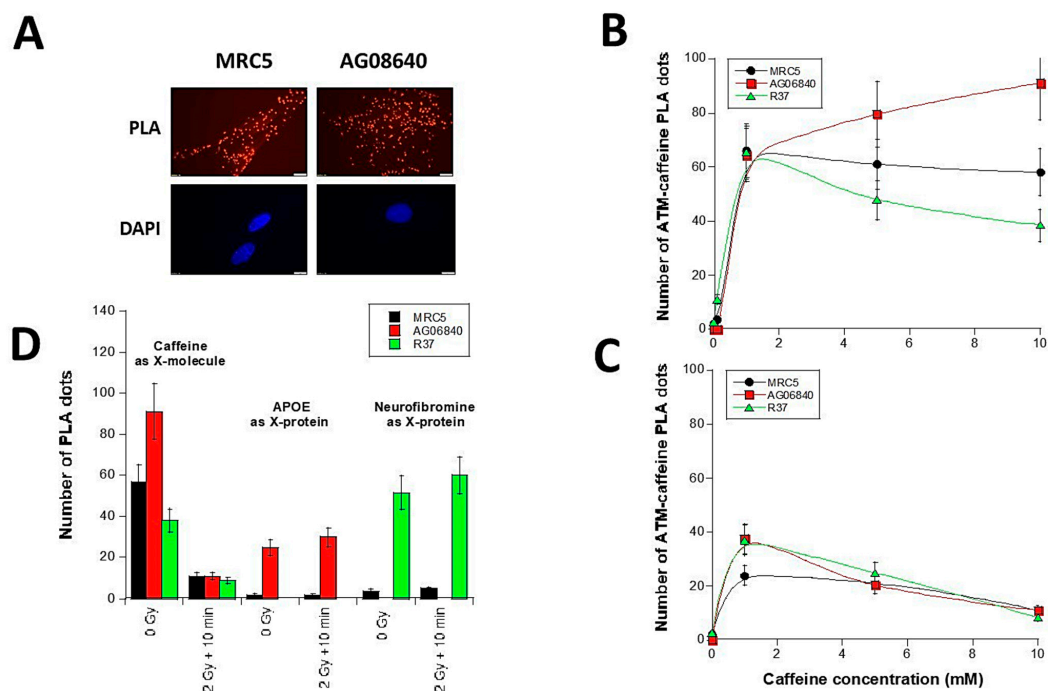 A
MRC5 AG08640
PLA
DAPI
B
Number of ATM-caffeine PLA dots
100
80
60
40
20
0
MRC5
AG06840
R37
0 2 4 6 8 10
C
Number of ATM-caffeine PLA dots
100
80
60
40
20
0
MRC5
AG06840
R37
0 2 4 6 8 10
Caffeine concentration (mM)
D
Number of PLA dots
140
120
100
80
60
40
20
0
MRC5
AG06840
R37
Caffeine
as X-molecule
APOE
as X-protein
Neurofibromine
as X-protein
0 Gy
2 Gy + 10 min
0 Gy
2 Gy +10 min
0 Gy
2 Gy + 10 min